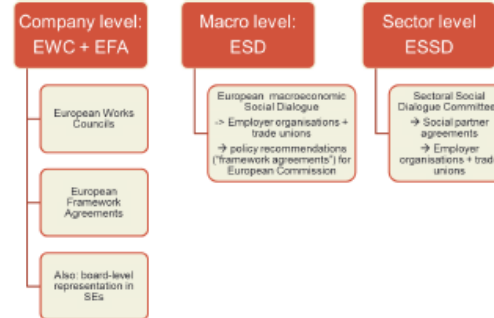 Company level:
EWC + EFA
European Works
Councils
European
Framework
Agreements
Also: board-level
representation in
SEs
Macro level:
ESD
European macroeconomic
Social Dialogue
-> Employer organisations +
trade unions
→ policy recommendations
("framework agreements") for
European Commission
Sector level
ESSD
Sectoral Social
Dialogue Committee
→ Social partner
agreements
→ Employer
organisations + trad
unions